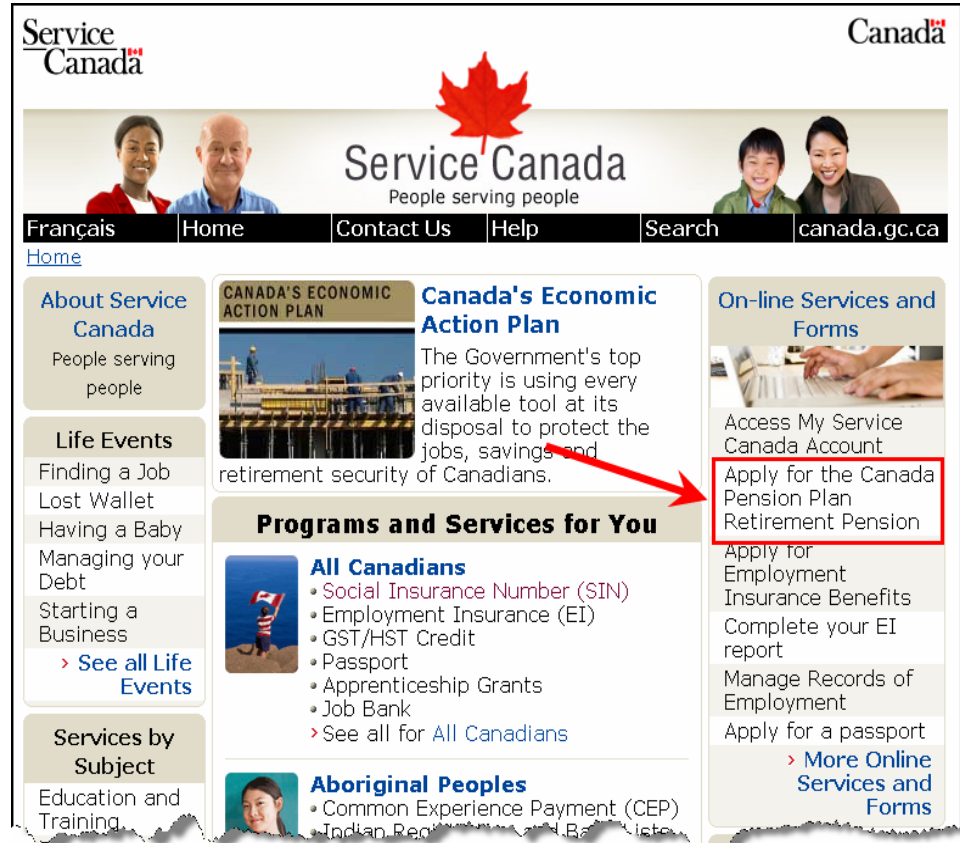 Service
Canada
Canada
Service Canada
People serving people
Français Home Contact Us Help Search canada.gc.ca
Home
About Service
Canada
People serving
people
Life Events
Finding a Job
Lost Wallet
Having a Baby
Managing your
Debt
Starting a
Business
› See all Life
Events
Services by
Subject
Education and
Training
CANADA'S ECONOMIC
ACTION PLAN
Canada's Economic
Action Plan
The Government's top
priority is using every
available tool at its
disposal to protect the
jobs, savings and
retirement security of Canadians.
Programs and Services for You
All Canadians
• Social Insurance Number (SIN)
• Employment Insurance (EI)
• GST/HST Credit
• Passport
• Apprenticeship Grants
• Job Bank
› See all for All Canadians
Aboriginal Peoples
• Common Experience Payment (CEP)
• Indian and Lists
On-line Services and
Forms
Access My Service
Canada Account
Apply for the Canada
Pension Plan
Retirement Pension
Apply for
Employment
Insurance Benefits
Complete your EI
report
Manage Records of
Employment
Apply for a passport
› More Online
Services and
Forms